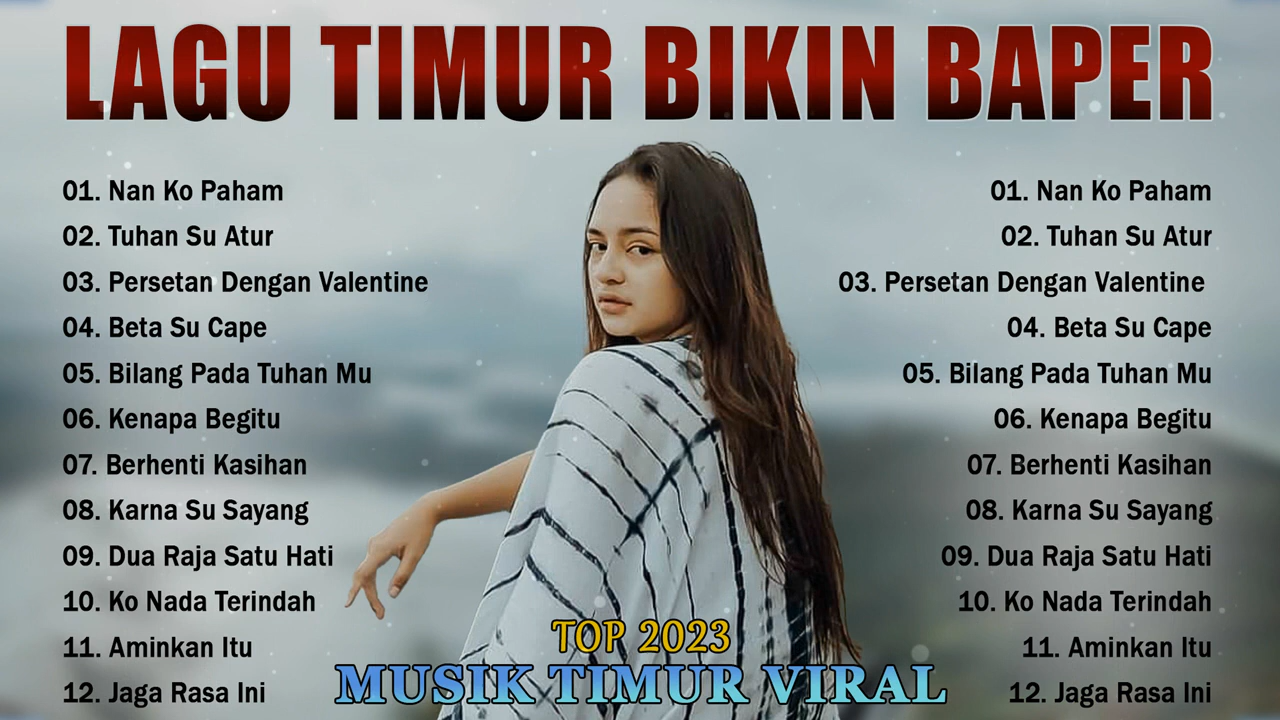 LAGU TIMUR BIKIN BAPER
01. Nan Ko Paham
02. Tuhan Su Atur
03. Persetan Dengan Valentine
04. Beta Su Cape
05. Bilang Pada Tuhan Mu
06. Kenapa Begitu
07. Berhenti Kasihan
08. Karna Su Sayang
09. Dua Raja Satu Hati
10. Ko Nada Terindah
11. Aminkan Itu
12. Jaga Rasa Ini
01. Nan Ko Paham
02. Tuhan Su Atur
03. Persetan Dengan Valentine
04. Beta Su Cape
05. Bilang Pada Tuhan Mu
06. Kenapa Begitu
07. Berhenti Kasihan
08. Karna Su Sayang
09. Dua Raja Satu Hati
10. Ko Nada Terindah
11. Aminkan Itu
12. Jaga Rasa Ini
TOP 2023
MUSIK TIMUR VIRAL